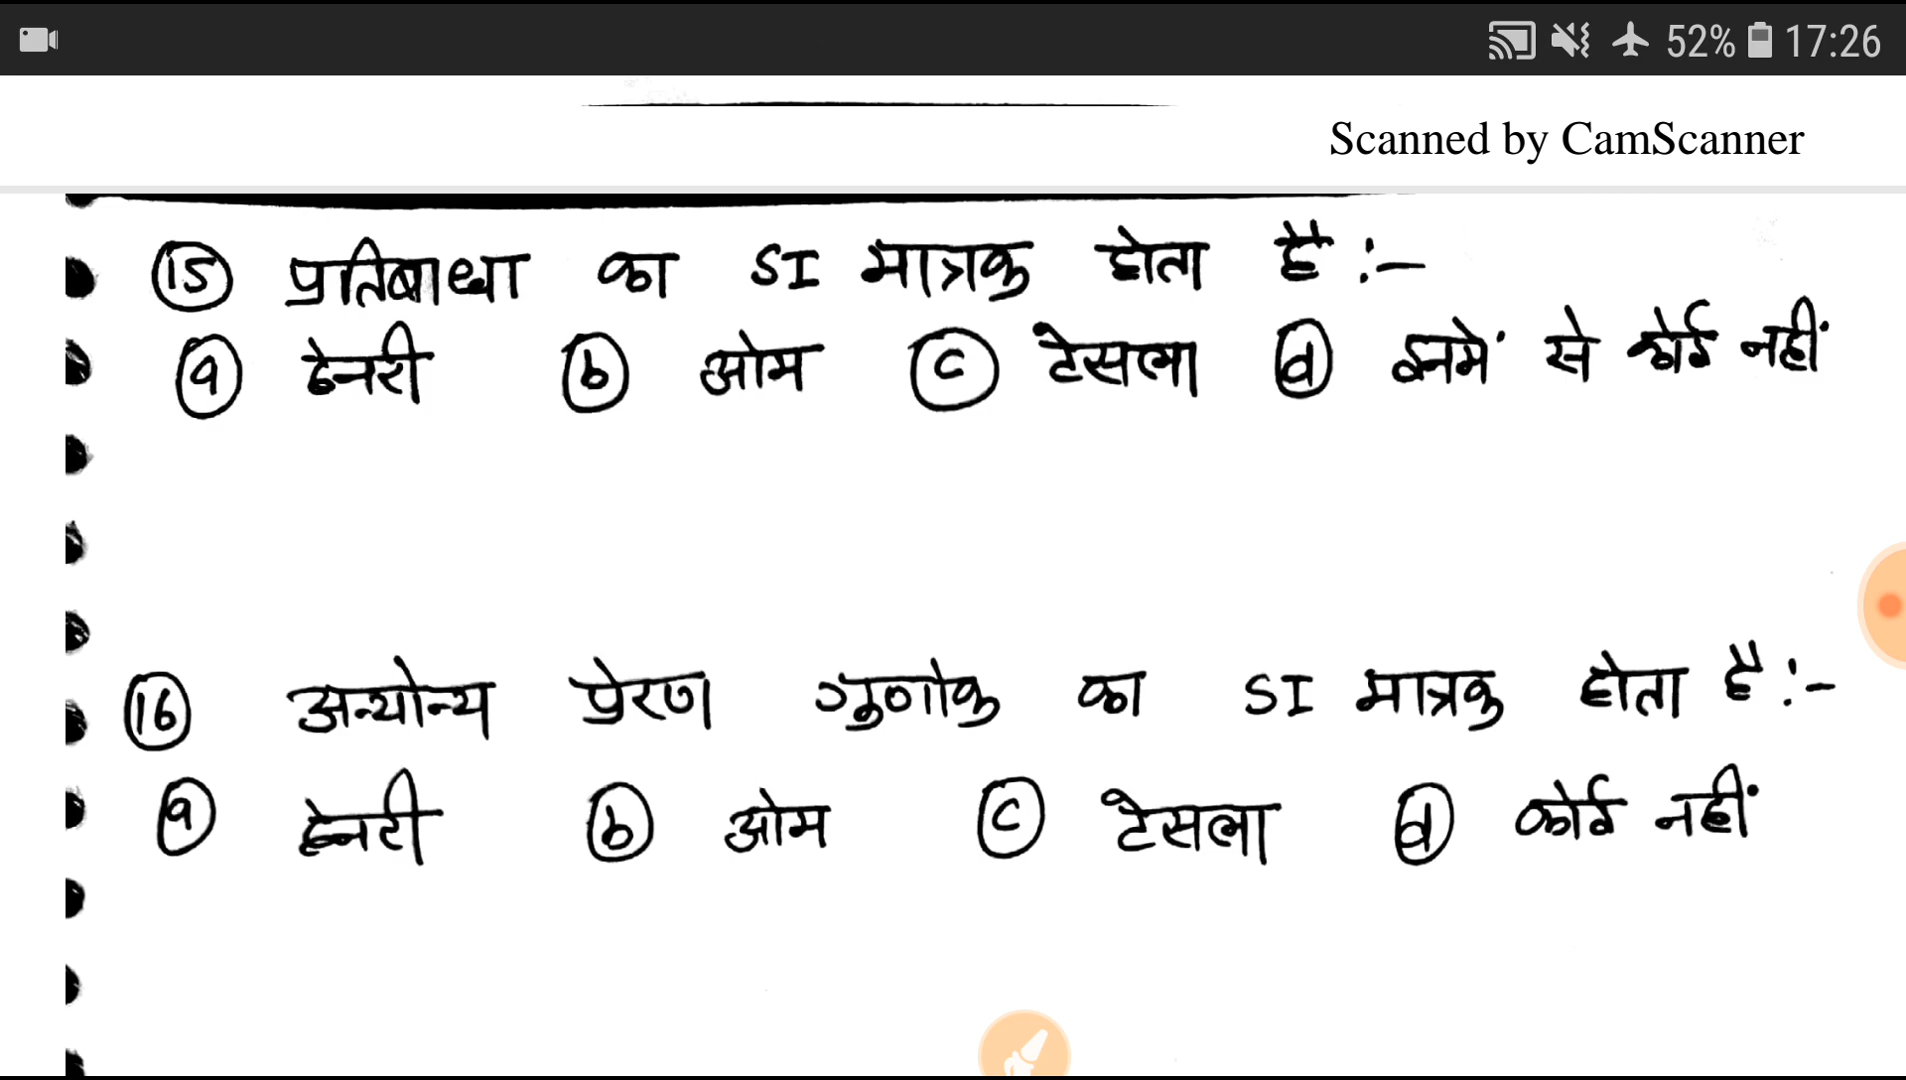 52% 17:26
Scanned by CamScanner
(15) प्रतिबाधा का SI मात्रक होता है :-
(a) हेनरी (b) ओम (c) टेसला (d) इनमें से कोई नहीं
(16) अन्योन्य प्रेरण गुणांक का SI मात्रक होता है :-
(a) हेनरी (b) ओम (c) टेसला (d) कोई नहीं